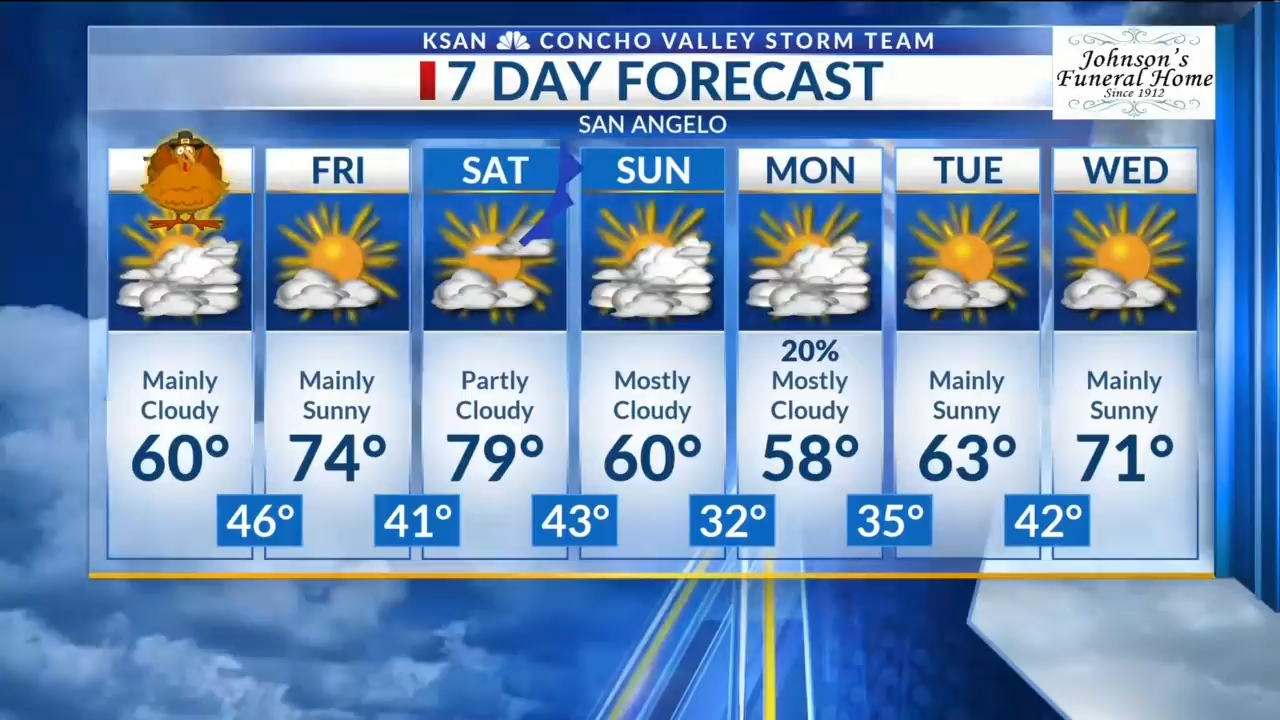 KSAN CONCHO VALLEY STORM TEAM
7 DAY FORECAST
SAN ANGELO
Johnson's
Funeral Home
Since 1912
FRI
SAT
SUN
MON
TUE
WED
Mainly
Cloudy
60°
Mainly
Sunny
74°
Partly
Cloudy
79°
Mostly
Cloudy
60°
20%
Mostly
Cloudy
58°
Mainly
Sunny
63°
Mainly
Sunny
71°
46°
41°
43°
32°
35°
42°